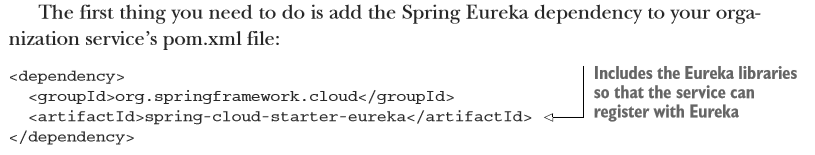 The first thing you need to do is add the Spring Eureka dependency to your orga-
nization service's pom.xml file:
<dependency>
<groupId>org.springframework.cloud</groupId>
<artifactId>spring-cloud-starter-eureka</artifactId>
</dependency>
Includes the Eureka libraries
so that the service can
register with Eureka